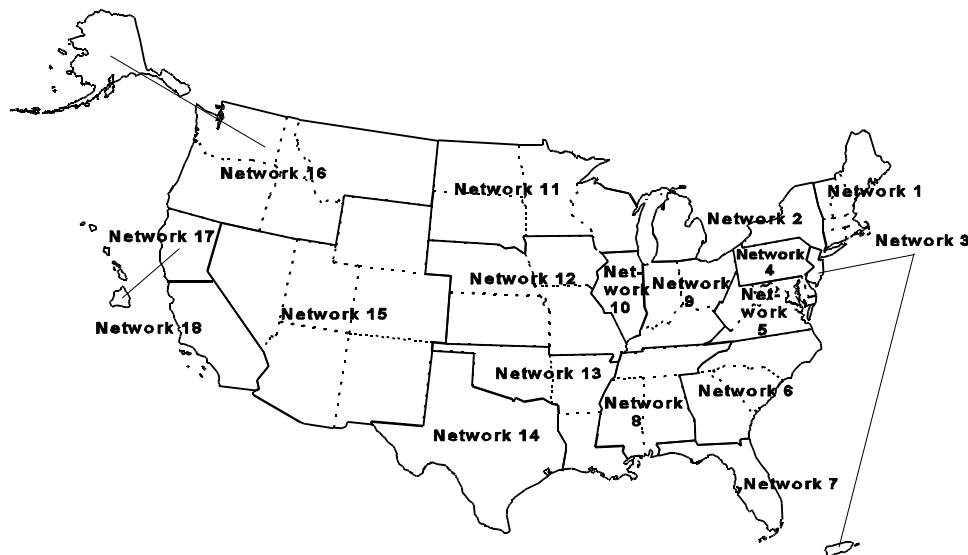 Network 16
Network 11
Network 1
Network 2
Network 17
Network 3
Network
4
Network 12
Net-
work
10
Network
9
Net-
work
5
Network 18
Network 15
Network 13
Network
8
Network 6
Network 14
Network 7